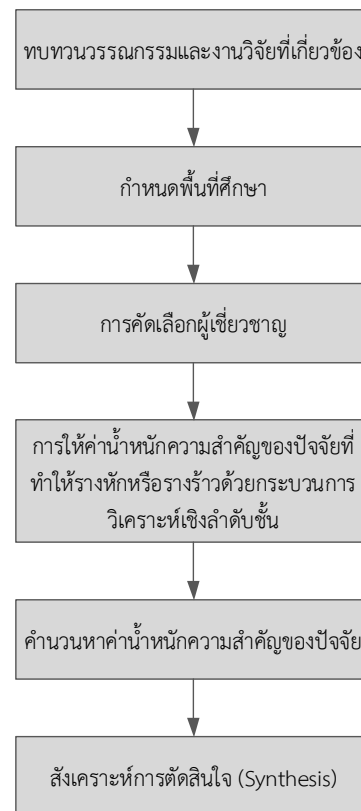 ทบทวนวรรณกรรมและงานวิจัยที่เกี่ยวข้อง
กำหนดพื้นที่ศึกษา
การคัดเลือกผู้เชี่ยวชาญ
การให้ค่าน้ำหนักความสำคัญของปัจจัยที่
ทำให้รางหักหรือรางร้าวด้วยกระบวนการ
วิเคราะห์เชิงลำดับชั้น
คำนวนหาค่าน้ำหนักความสำคัญของปัจจัย
สังเคราะห์การตัดสินใจ (Synthesis)